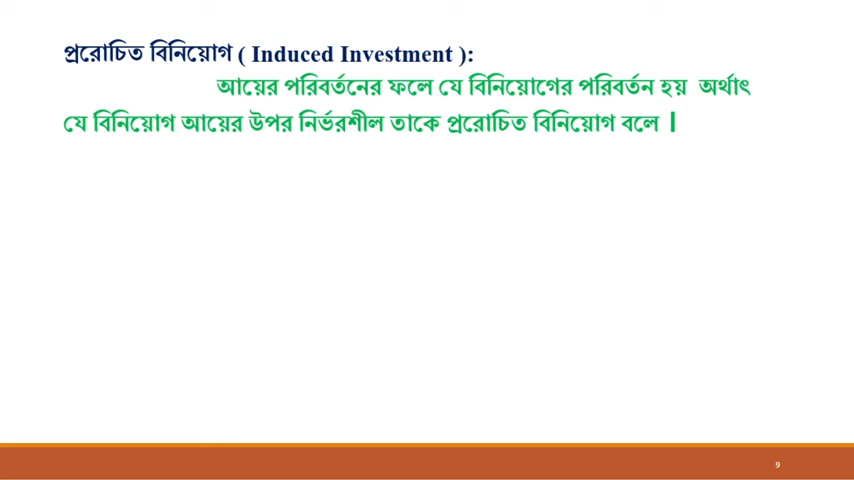 প্ররোচিত বিনিয়োগ ( Induced Investment ):
আয়ের পরিবর্তনের ফলে যে বিনিয়োগের পরিবর্তন হয় অর্থাৎ
যে বিনিয়োগ আয়ের উপর নির্ভরশীল তাকে প্ররোচিত বিনিয়োগ বলে ।
9